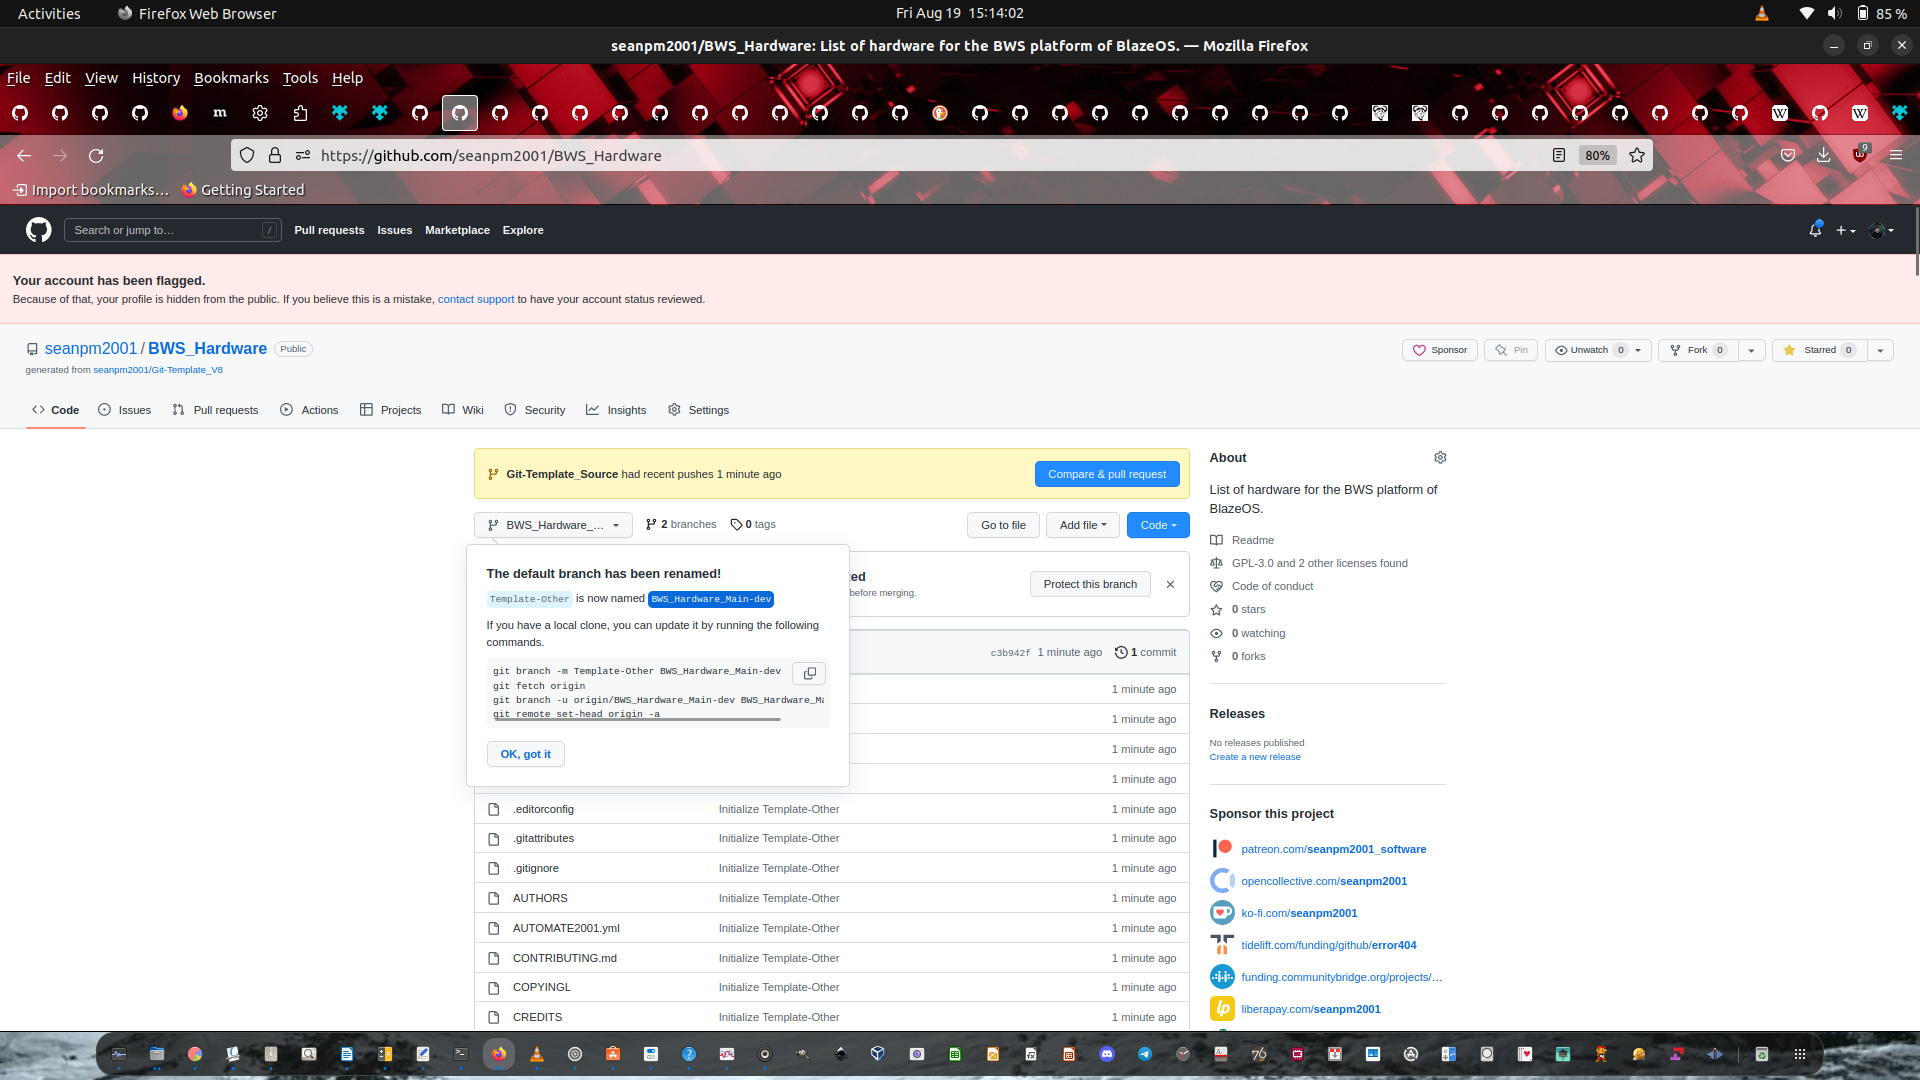 Activities
Firefox Web Browser
Fri Aug 19  15:14:02
85 %
seanpm2001/BWS_Hardware: List of hardware for the BWS platform of BlazeOS. — Mozilla Firefox
File Edit View History Bookmarks Tools Help
https://github.com/seanpm2001/BWS_Hardware
80%
9
Import bookmarks…
Getting Started
Search or jump to…
/
Pull requests
Issues
Marketplace
Explore
Your account has been flagged.
Because of that, your profile is hidden from the public. If you believe this is a mistake, contact support to have your account status reviewed.
seanpm2001 / BWS_Hardware
Public
Sponsor
Pin
Unwatch 0
Fork 0
Starred 0
generated from seanpm2001/Git-Template_V8
Code
Issues
Pull requests
Actions
Projects
Wiki
Security
Insights
Settings
Git-Template_Source had recent pushes 1 minute ago
Compare & pull request
BWS_Hardware_...
2 branches
0 tags
Go to file
Add file
Code
The default branch has been renamed!
Template-Other is now named BWS_Hardware_Main-dev
If you have a local clone, you can update it by running the following
commands.
git branch -m Template-Other BWS_Hardware_Main-dev
git fetch origin
git branch -u origin/BWS_Hardware_Main-dev BWS_Hardware_Ma
git remote set-head origin -a
OK, got it
ted
before merging.
Protect this branch
c3b942f 1 minute ago
1 commit
1 minute ago
1 minute ago
1 minute ago
1 minute ago
.editorconfig Initialize Template-Other 1 minute ago
.gitattributes Initialize Template-Other 1 minute ago
.gitignore Initialize Template-Other 1 minute ago
AUTHORS Initialize Template-Other 1 minute ago
AUTOMATE2001.yml Initialize Template-Other 1 minute ago
CONTRIBUTING.md Initialize Template-Other 1 minute ago
COPYINGL Initialize Template-Other 1 minute ago
CREDITS Initialize Template-Other 1 minute ago
About
List of hardware for the BWS platform of
BlazeOS.
Readme
GPL-3.0 and 2 other licenses found
Code of conduct
0 stars
0 watching
0 forks
Releases
No releases published
Create a new release
Sponsor this project
patreon.com/seanpm2001_software
opencollective.com/seanpm2001
ko-fi.com/seanpm2001
tidelift.com/funding/github/error404
funding.communitybridge.org/projects/…
liberapay.com/seanpm2001